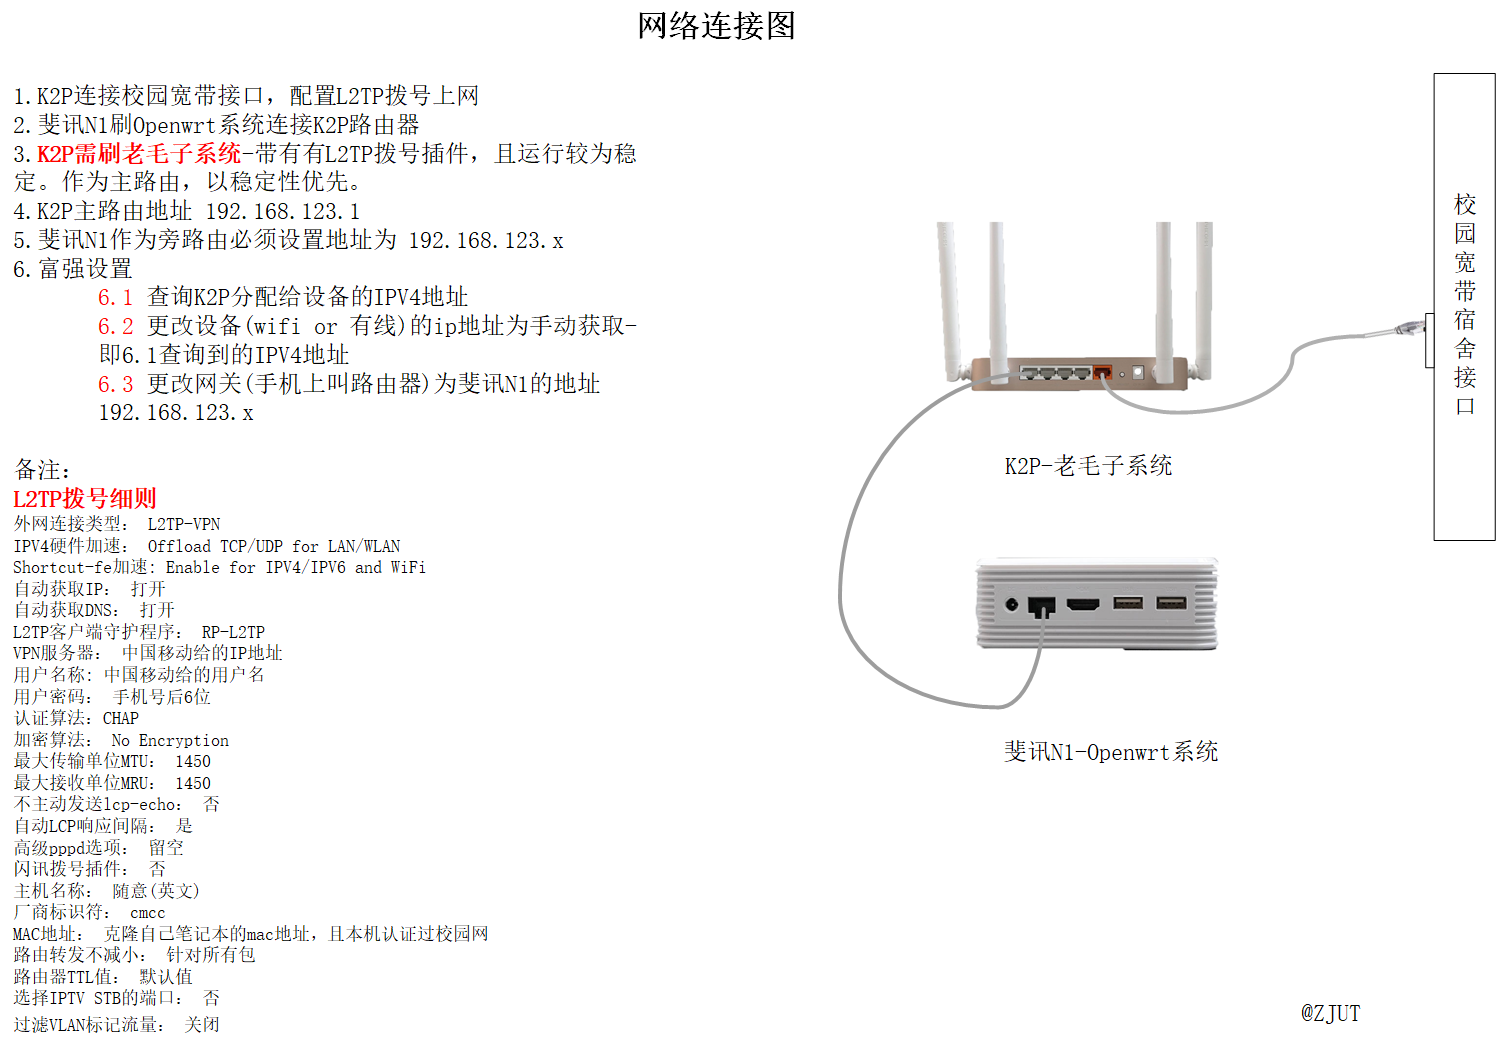 网络连接图
1.K2P连接校园宽带接口，配置L2TP拨号上网
2.斐讯N1刷Openwrt系统连接K2P路由器
3.K2P需刷老毛子系统-带有有L2TP拨号插件，且运行较为稳
定。作为主路由，以稳定性优先。
4.K2P主路由地址 192.168.123.1
5.斐讯N1作为旁路由必须设置地址为 192.168.123.x
6.富强设置
6.1 查询K2P分配给设备的IPV4地址
6.2 更改设备(wifi or 有线)的ip地址为手动获取-
即6.1查询到的IPV4地址
6.3 更改网关(手机上叫路由器)为斐讯N1的地址
192.168.123.x
备注：
L2TP拨号细则
外网连接类型： L2TP-VPN
IPV4硬件加速： Offload TCP/UDP for LAN/WLAN
Shortcut-fe加速: Enable for IPV4/IPV6 and WiFi
自动获取IP： 打开
自动获取DNS： 打开
L2TP客户端守护程序： RP-L2TP
VPN服务器： 中国移动给的IP地址
用户名称: 中国移动给的用户名
用户密码： 手机号后6位
认证算法：CHAP
加密算法： No Encryption
最大传输单位MTU： 1450
最大接收单位MRU： 1450
不主动发送lcp-echo： 否
自动LCP响应间隔： 是
高级pppd选项： 留空
闪讯拨号插件： 否
主机名称： 随意(英文)
厂商标识符： cmcc
MAC地址： 克隆自己笔记本的mac地址，且本机认证过校园网
路由转发不减小： 针对所有包
路由器TTL值： 默认值
选择IPTV STB的端口： 否
过滤VLAN标记流量： 关闭
校园宽带宿舍接口
K2P-老毛子系统
斐讯N1-Openwrt系统
@ZJUT